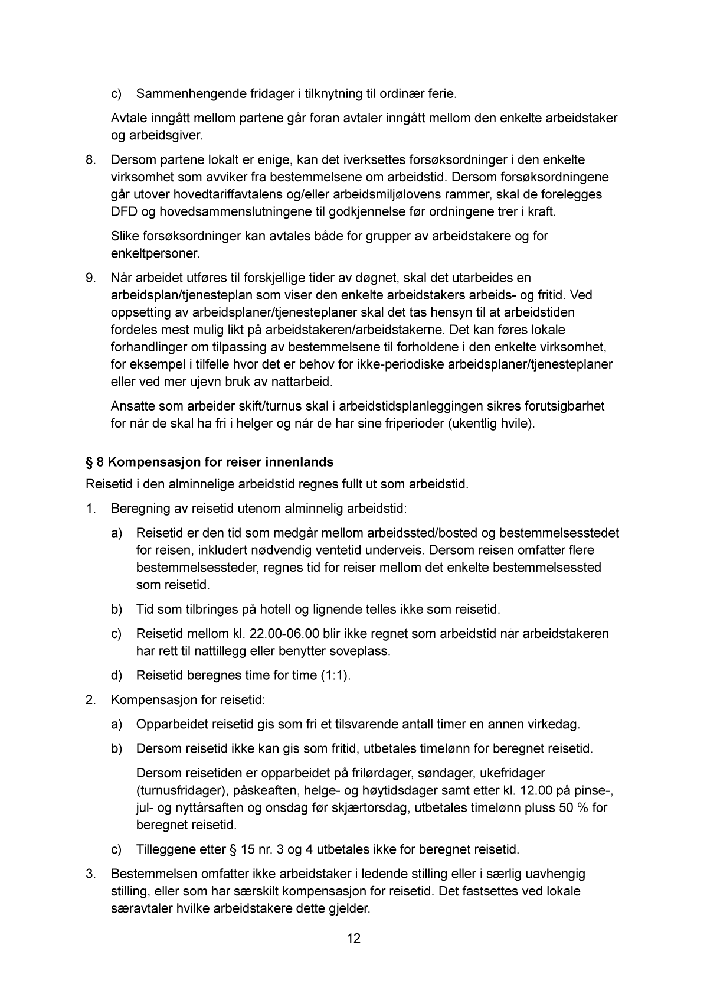 c) Sammenhengende fridager i tilknytning til ordinær ferie.
Avtale inngått mellom partene går foran avtaler inngått mellom den enkelte arbeidstaker
og arbeidsgiver.
8. Dersom partene lokalt er enige, kan det iverksettes forsøksordninger i den enkelte
virksomhet som avviker fra bestemmelsene om arbeidstid. Dersom forsøksordningene
går utover hovedtariffavtalens og/eller arbeidsmiljølovens rammer, skal de forelegges
DFD og hovedsammenslutningene til godkjennelse før ordningene trer i kraft.
Slike forsøksordninger kan avtales både for grupper av arbeidstakere og for
enkeltpersoner.
9. Når arbeidet utføres til forskjellige tider av døgnet, skal det utarbeides en
arbeidsplan/tjenesteplan som viser den enkelte arbeidstakers arbeids- og fritid. Ved
oppsetting av arbeidsplaner/tjenesteplaner skal det tas hensyn til at arbeidstiden
fordeles mest mulig likt på arbeidstakeren/arbeidstakerne. Det kan føres lokale
forhandlinger om tilpassing av bestemmelsene til forholdene i den enkelte virksomhet,
for eksempel i tilfelle hvor det er behov for ikke-periodiske arbeidsplaner/tjenesteplaner
eller ved mer ujevn bruk av nattarbeid.
Ansatte som arbeider skift/turnus skal i arbeidstidsplanleggingen sikres forutsigbarhet
for når de skal ha fri i helger og når de har sine friperioder (ukentlig hvile).
§ 8 Kompensasjon for reiser innenlands
Reisetid i den alminnelige arbeidstid regnes fullt ut som arbeidstid.
1. Beregning av reisetid utenom alminnelig arbeidstid:
a) Reisetid er den tid som medgår mellom arbeidssted/bosted og bestemmelsesstedet
for reisen, inkludert nødvendig ventetid underveis. Dersom reisen omfatter flere
bestemmelsessteder, regnes tid for reiser mellom det enkelte bestemmelsessted
som reisetid.
b) Tid som tilbringes på hotell og lignende telles ikke som reisetid.
c) Reisetid mellom kl. 22.00-06.00 blir ikke regnet som arbeidstid når arbeidstakeren
har rett til nattillegg eller benytter soveplass.
d) Reisetid beregnes time for time (1:1).
2. Kompensasjon for reisetid:
a) Opparbeidet reisetid gis som fri et tilsvarende antall timer en annen virkedag.
b) Dersom reisetid ikke kan gis som fritid, utbetales timelønn for beregnet reisetid.
Dersom reisetiden er opparbeidet på frilørdager, søndager, ukefridager
(turnusfridager), påskeaften, helge- og høytidsdager samt etter kl. 12.00 på pinse-,
jul- og nyttårsaften og onsdag før skjærtorsdag, utbetales timelønn pluss 50 % for
beregnet reisetid.
c) Tilleggene etter § 15 nr. 3 og 4 utbetales ikke for beregnet reisetid.
3. Bestemmelsen omfatter ikke arbeidstaker i ledende stilling eller i særlig uavhengig
stilling, eller som har særskilt kompensasjon for reisetid. Det fastsettes ved lokale
særavtaler hvilke arbeidstakere dette gjelder.
12